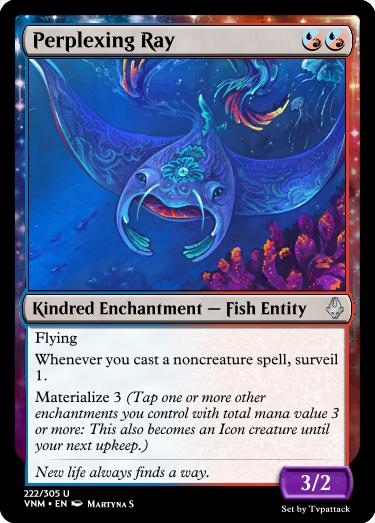 Perplexing Ray
Kindred Enchantment — Fish Entity
Flying
Whenever you cast a noncreature spell, surveil
1.
Materialize 3 (Tap one or more other
enchantments you control with total mana value 3
or more: This also becomes an Icon creature until
your next upkeep.)
New life always finds a way.
3/2
222/305 U
VNM • EN Martyna S
Set by Tvpattack